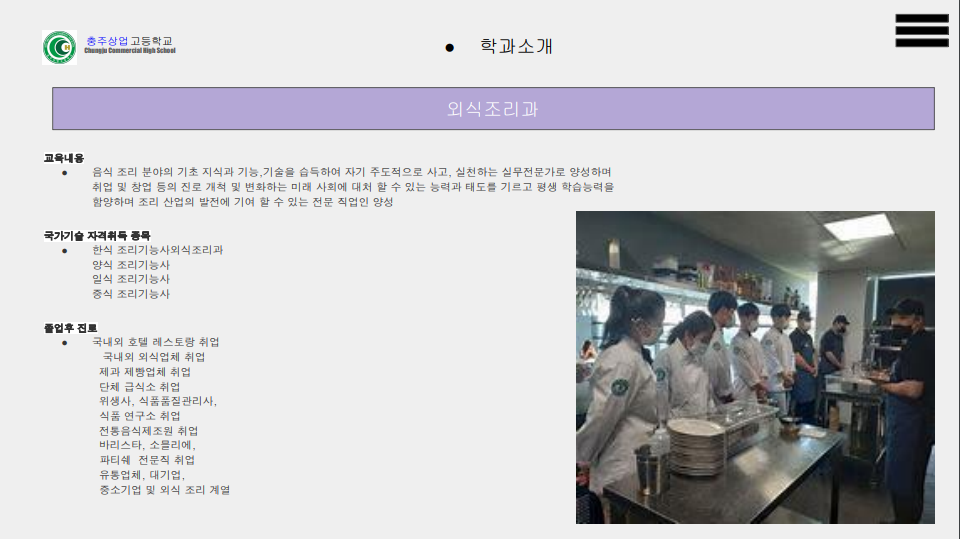 충주상업고등학교
Chungju Commercial High School
● 학과소개
외식조리과
교육내용
● 음식 조리 분야의 기초 지식과 기능,기술을 습득하여 자기 주도적으로 사고, 실천하는 실무전문가로 양성하며
취업 및 창업 등의 진로 개척 및 변화하는 미래 사회에 대처 할 수 있는 능력과 태도를 기르고 평생 학습능력을
함양하며 조리 산업의 발전에 기여 할 수 있는 전문 직업인 양성
국가기술 자격취득 종목
● 한식 조리기능사외식조리과
양식 조리기능사
일식 조리기능사
중식 조리기능사
졸업후 진로
● 국내외 호텔 레스토랑 취업
국내외 외식업체 취업
제과 제빵업체 취업
단체 급식소 취업
위생사, 식품품질관리사,
식품 연구소 취업
전통음식제조원 취업
바리스타, 소믈리에,
파티쉐 전문직 취업
유통업체, 대기업,
중소기업 및 외식 조리 계열